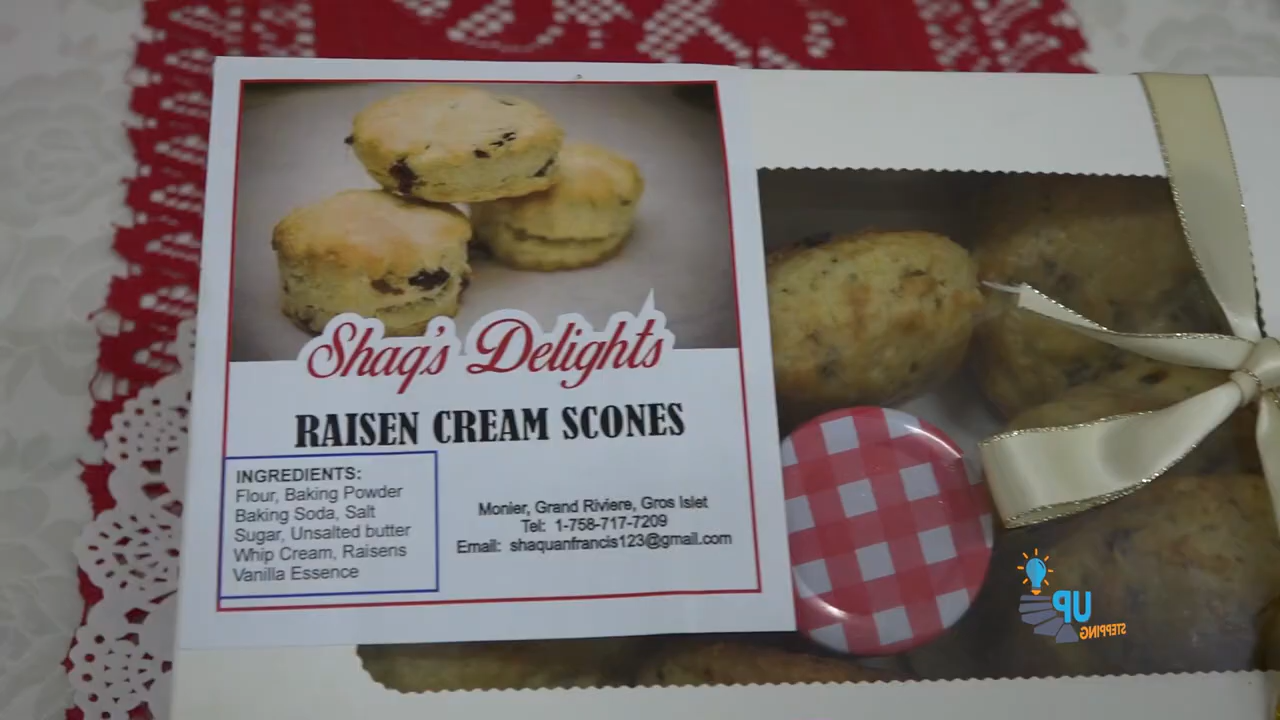 Shaq's Delights
RAISEN CREAM SCONES
INGREDIENTS:
Flour, Baking Powder
Baking Soda, Salt
Sugar, Unsalted butter
Whip Cream, Raisens
Vanilla Essence
Monier, Grand Riviere, Gros Islet
Tel: 1-758-717-7209
Email: shaquanfrancis123@gmail.com
UP
STEPPING